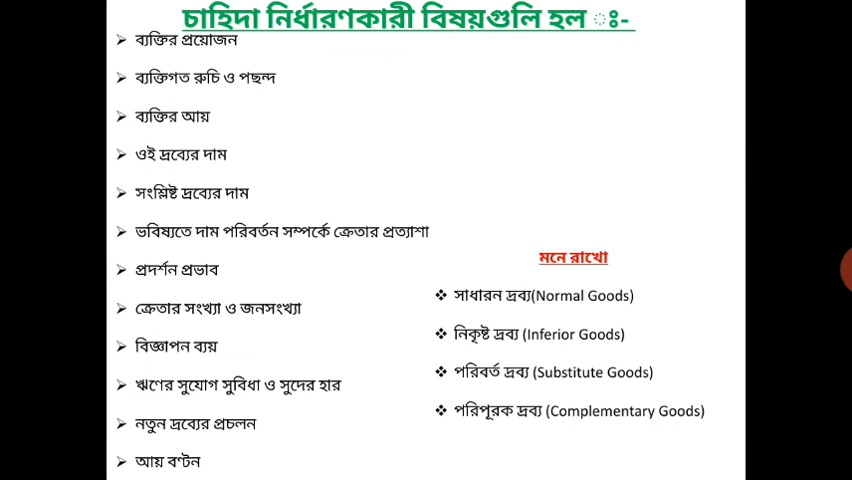 চাহিদা নির্ধারণকারী বিষয়গুলি হল ঃ-
ব্যক্তির প্রয়োজন
ব্যক্তিগত রুচি ও পছন্দ
ব্যক্তির আয়
ওই দ্রব্যের দাম
সংশ্লিষ্ট দ্রব্যের দাম
ভবিষ্যতে দাম পরিবর্তন সম্পর্কে ক্রেতার প্রত্যাশা
প্রদর্শন প্রভাব
ক্রেতার সংখ্যা ও জনসংখ্যা
বিজ্ঞাপন ব্যয়
ঋণের সুযোগ সুবিধা ও সুদের হার
নতুন দ্রব্যের প্রচলন
আয় বণ্টন
মনে রাখো
সাধারন দ্রব্য(Normal Goods)
নিকৃষ্ট দ্রব্য (Inferior Goods)
পরিবর্ত দ্রব্য (Substitute Goods)
পরিপূরক দ্রব্য (Complementary Goods)